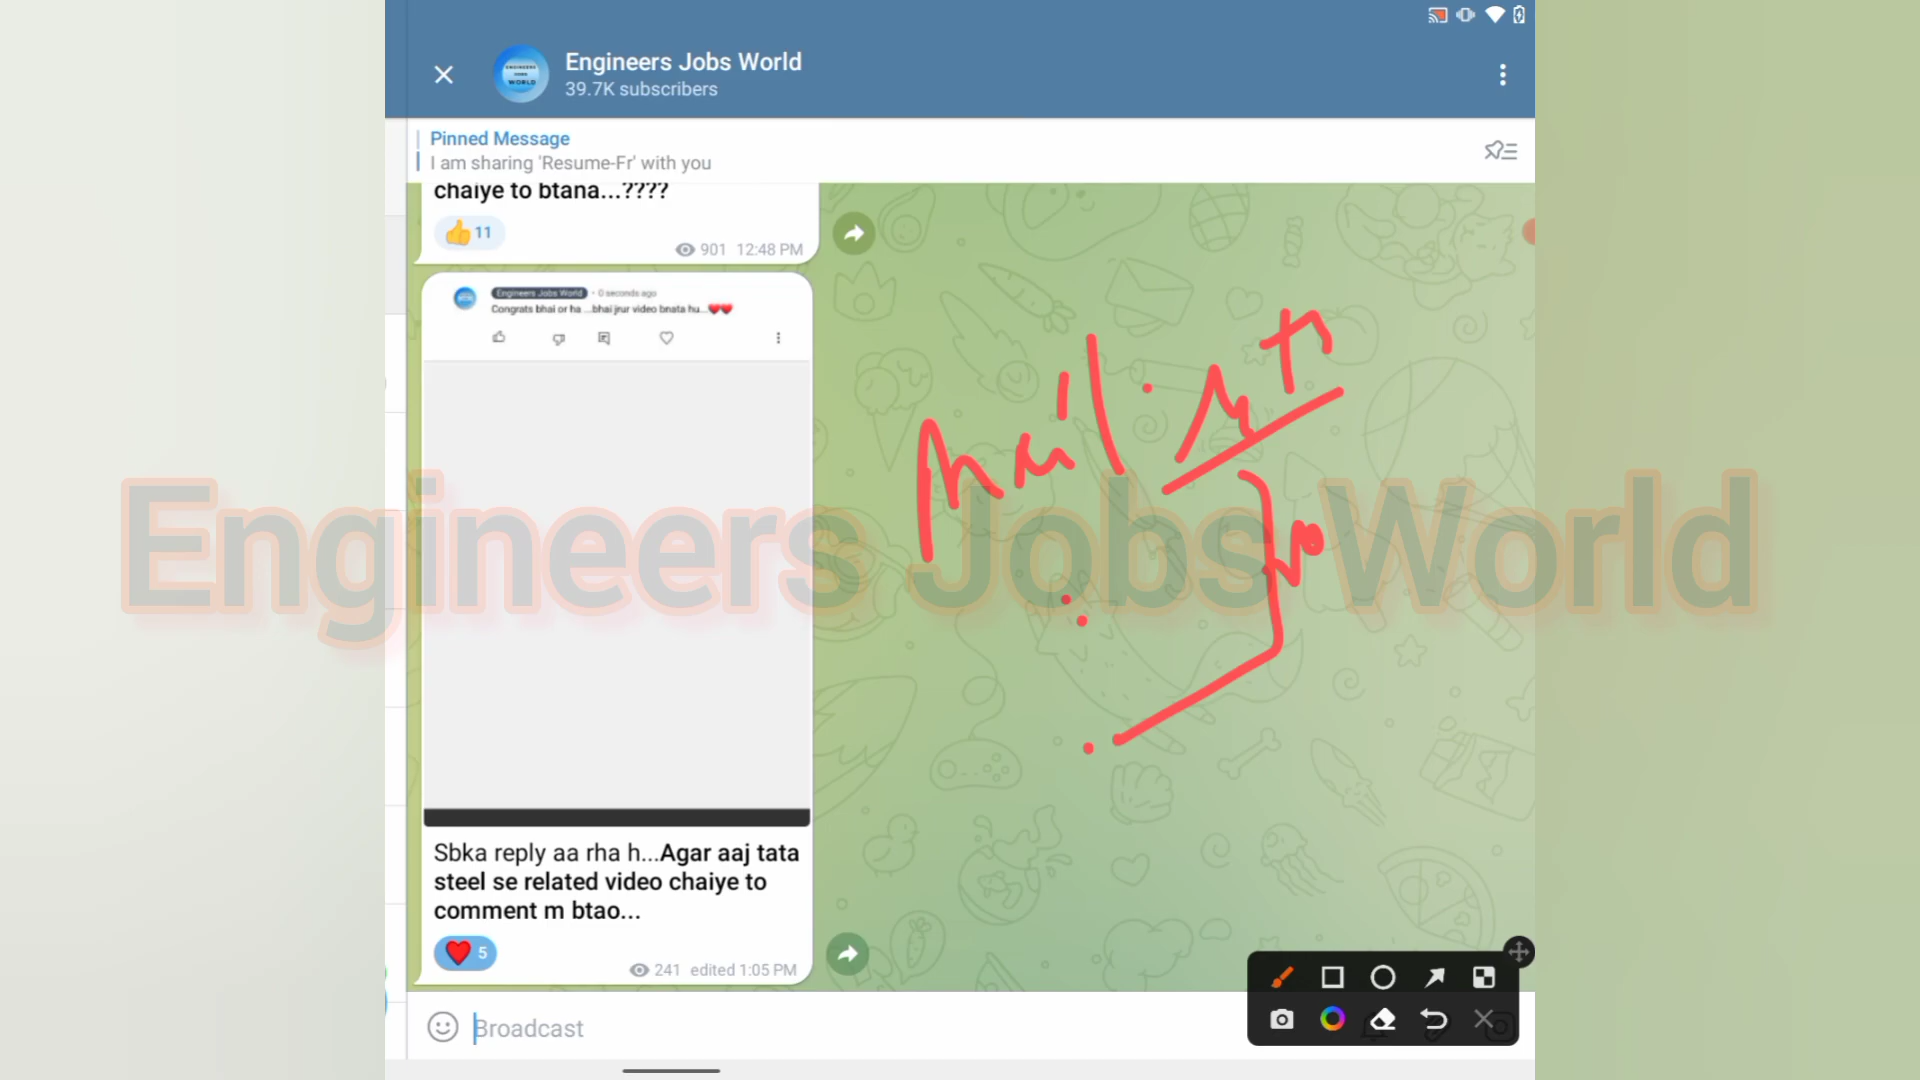 Engineers Jobs World
39.7K subscribers
Pinned Message
I am sharing 'Resume-Fr' with you
chaiye to btana...????
11
901 12:48 PM
Engineers Jobs World • 0 seconds ago
Congrats bhai or ha ...bhai jrur video bnata hu...❤️❤️
Engineers Jobs World
Sbka reply aa rha h...Agar aaj tata
steel se related video chaiye to
comment m btao...
5
241 edited 1:05 PM
Broadcast